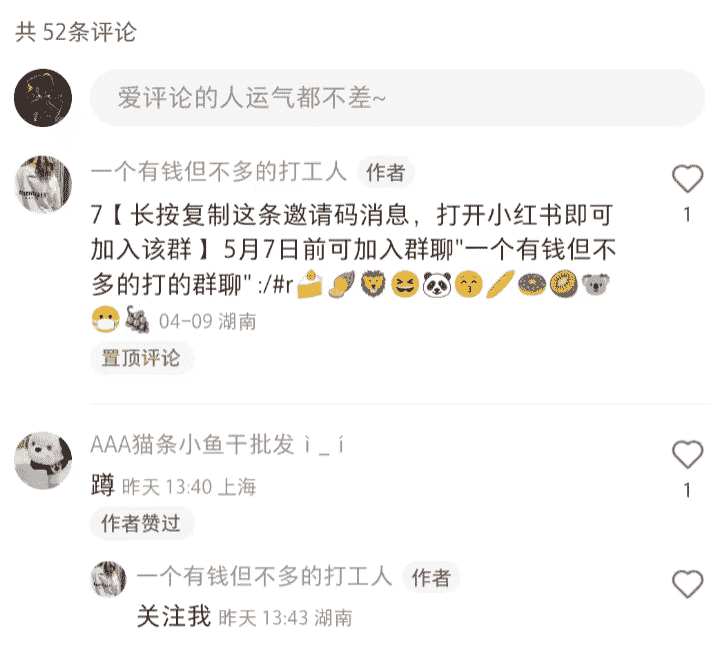 共 52条评论
爱评论的人运气都不差~
一个有钱但不多的打工人 作者
7【 长按复制这条邀请码消息，打开小红书即可
加入该群 】 5月7日前可加入群聊"一个有钱但不
多的打的群聊" :/#r🍰🍠🦁😆🐼😙🥖🍩🥝🐨
😷🍇 04-09 湖南
1
置顶评论
AAA猫条小鱼干批发 ì _ í
蹲 昨天 13:40 上海
1
作者赞过
一个有钱但不多的打工人 作者
关注我 昨天 13:43 湖南